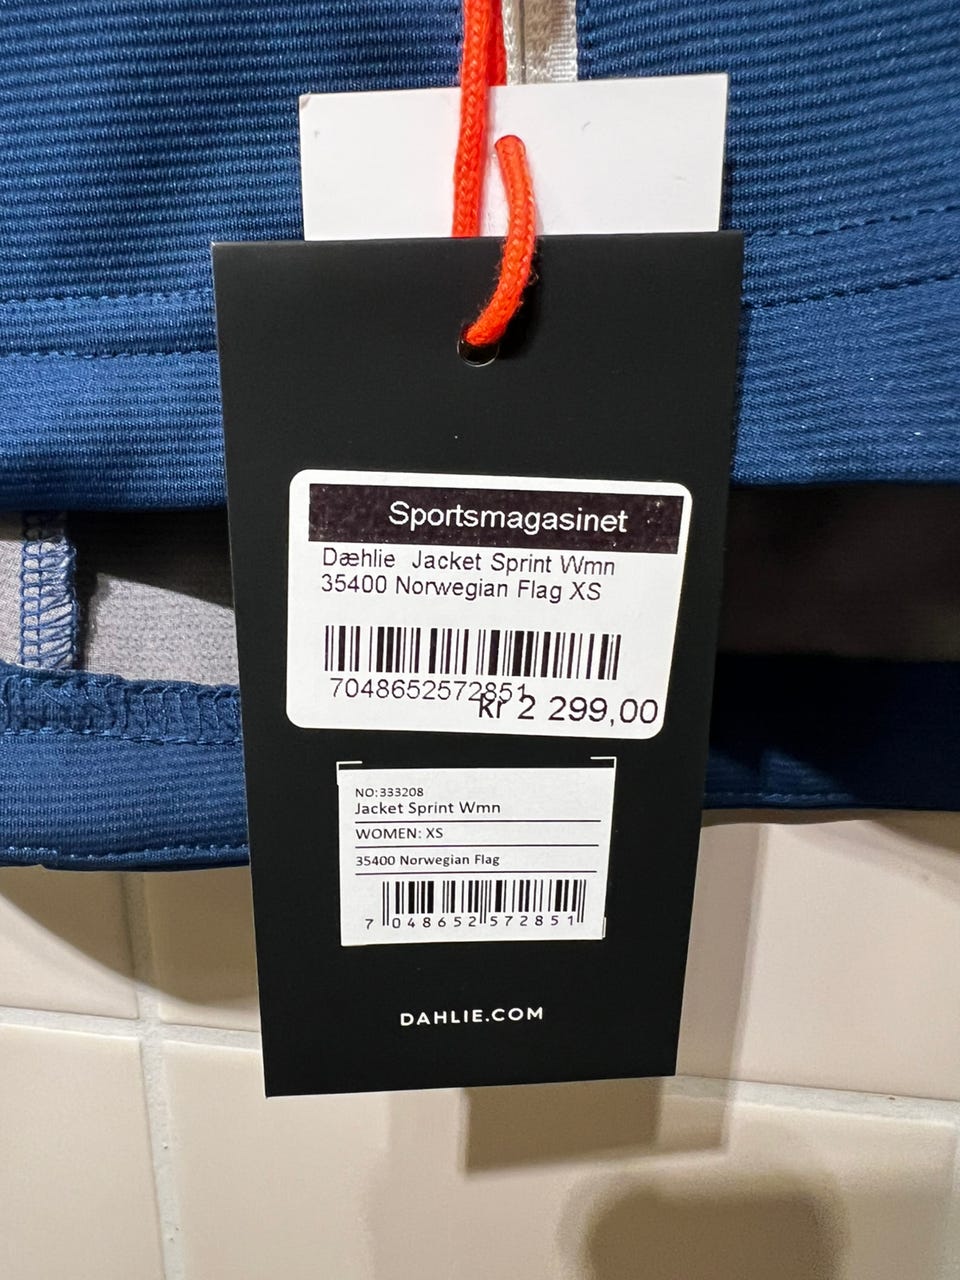 Sportsmagasinet
Dæhlie Jacket Sprint Wmn
35400 Norwegian Flag XS
7048652572851
kr 2 299,00
NO:333208
Jacket Sprint Wmn
WOMEN: XS
35400 Norwegian Flag
7 048652 572851
DAHLIE.COM